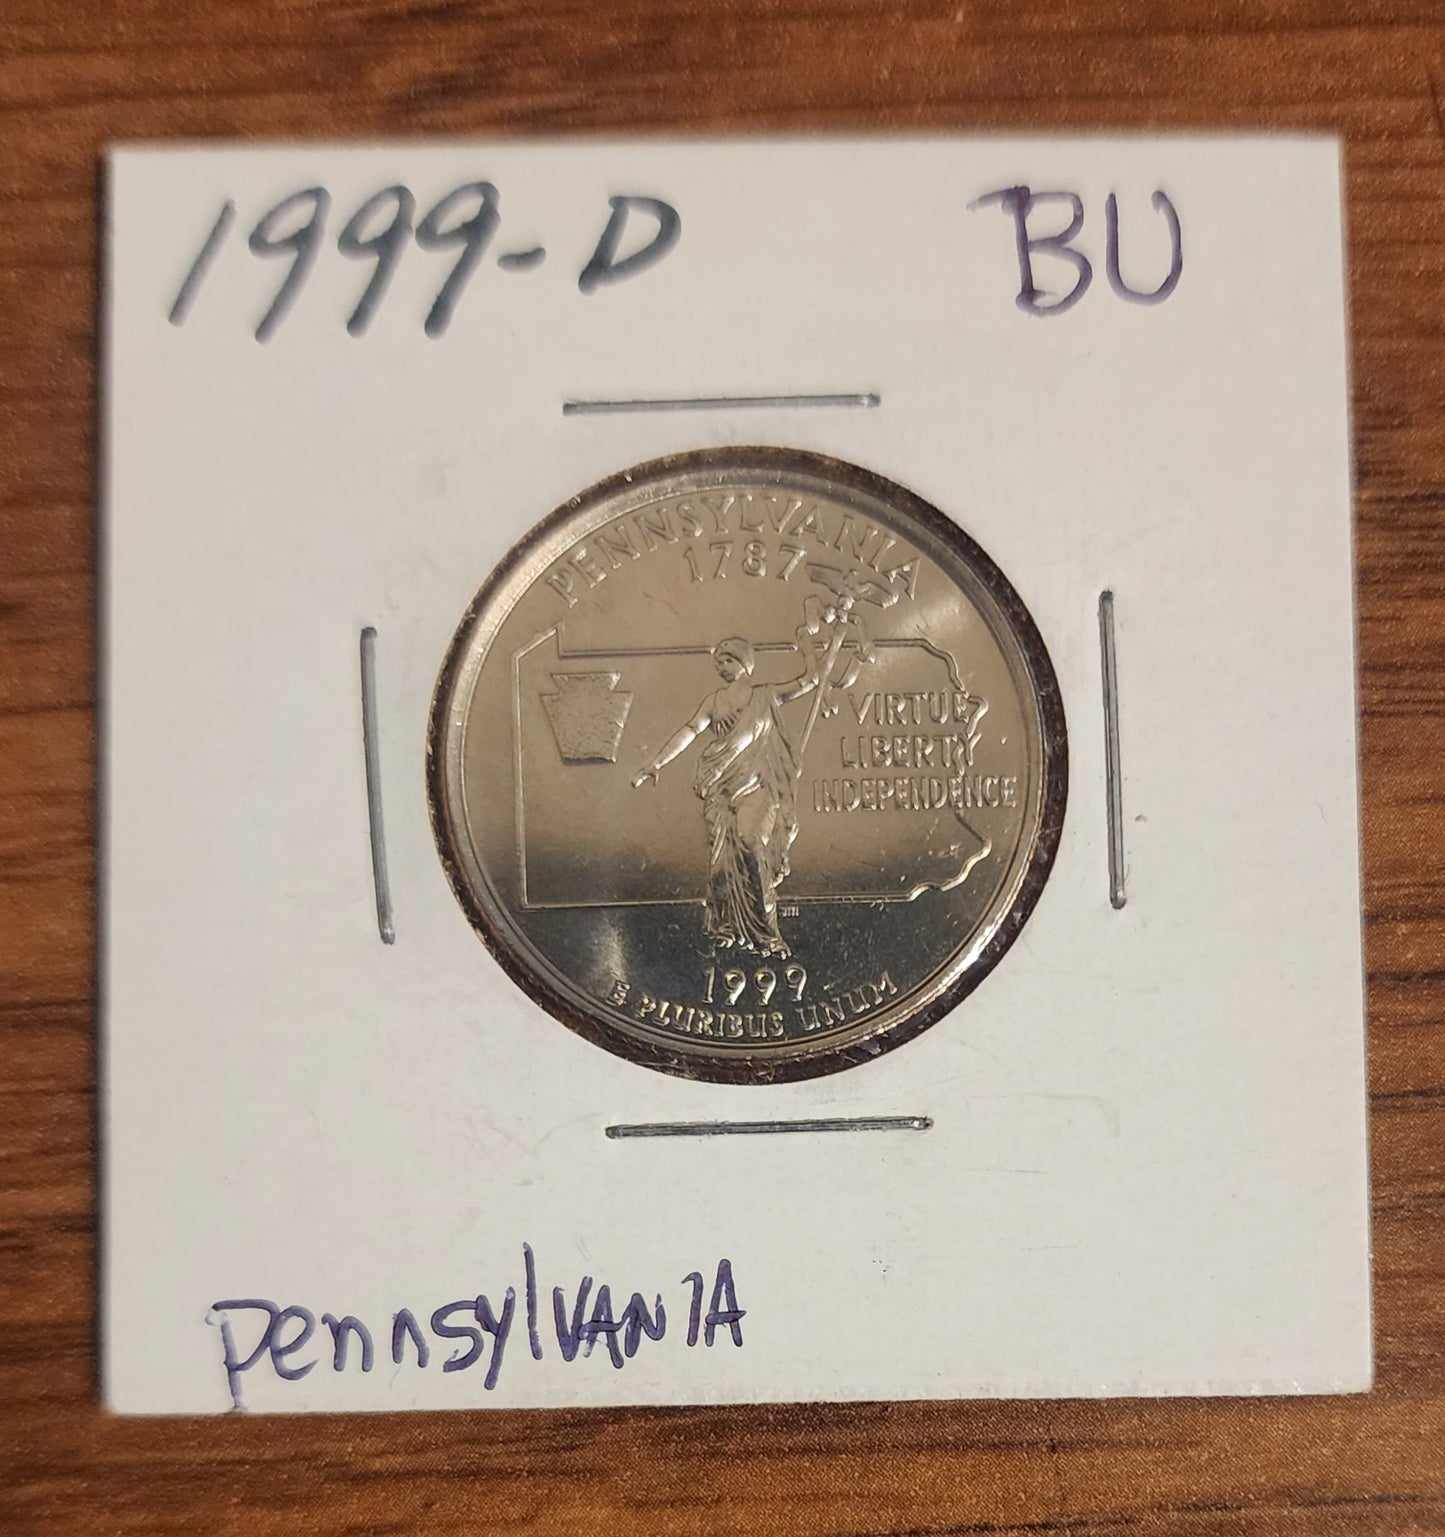 1999-D BU
PENNSYLVANIA
1787
VIRTUE
LIBERTY
INDEPENDENCE
1999
E PLURIBUS UNUM
PennsylVANIA